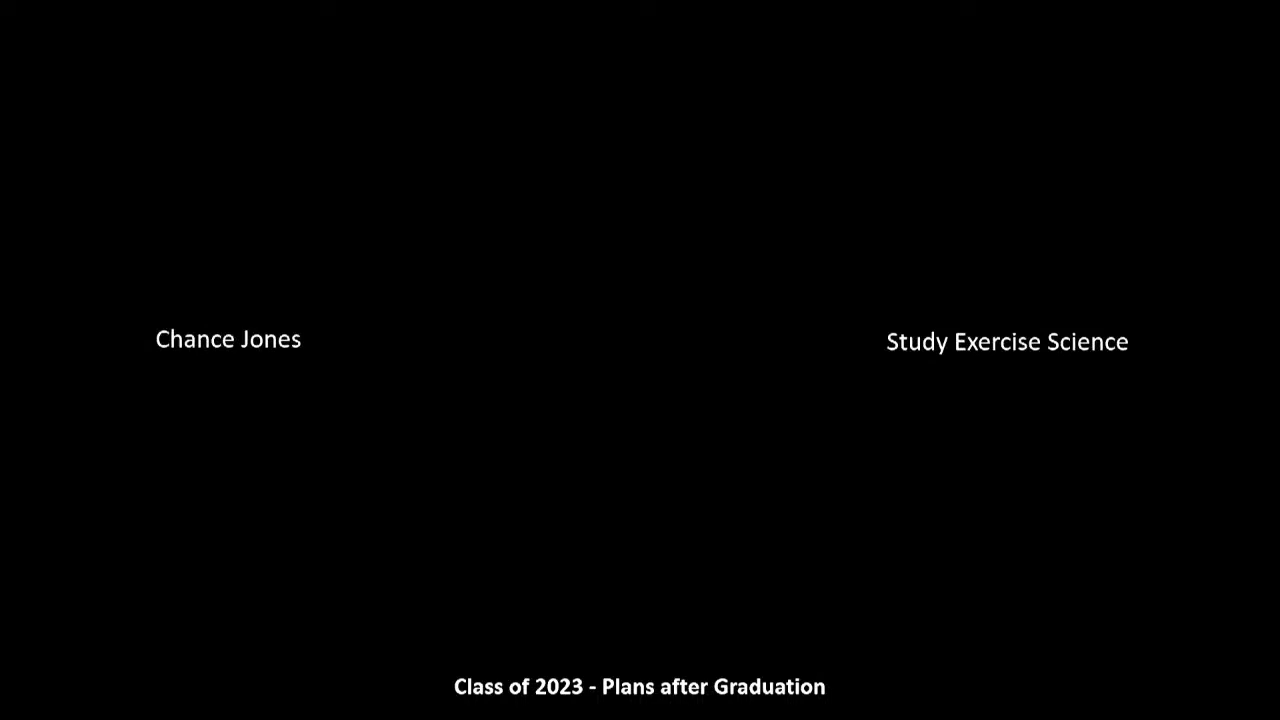 Chance Jones
Study Exercise Science
Class of 2023 - Plans after Graduation